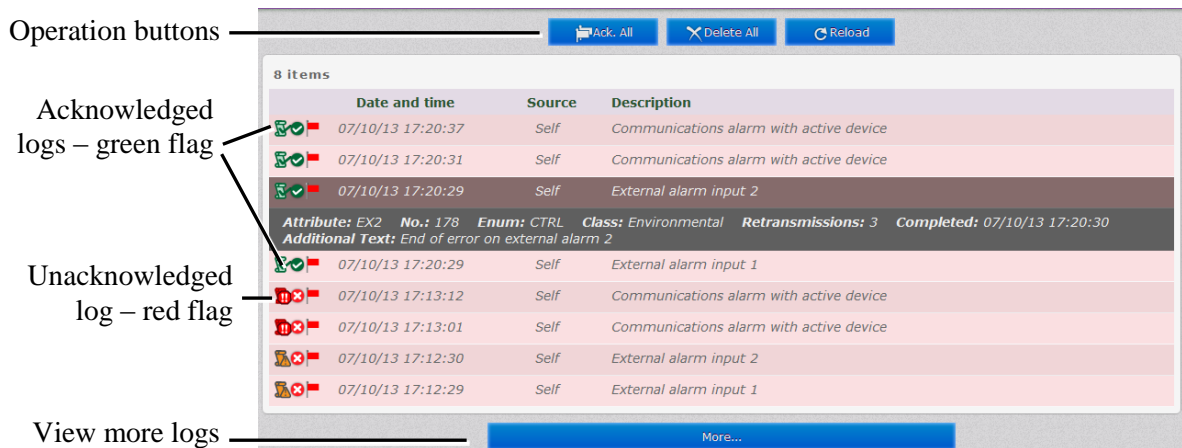 Operation buttons
Ack. All Delete All Reload
8 items
Acknowledged
logs – green flag
Date and time Source Description
07/10/13 17:20:37 Self Communications alarm with active device
07/10/13 17:20:31 Self Communications alarm with active device
07/10/13 17:20:29 Self External alarm input 2
Attribute: EX2 No.: 178 Enum: CTRL Class: Environmental Retransmissions: 3 Completed: 07/10/13 17:20:30
Additional Text: End of error on external alarm 2
07/10/13 17:20:29 Self External alarm input 1
Unacknowledged
log – red flag
07/10/13 17:13:12 Self Communications alarm with active device
07/10/13 17:13:01 Self Communications alarm with active device
07/10/13 17:12:30 Self External alarm input 2
07/10/13 17:12:29 Self External alarm input 1
View more logs
More...